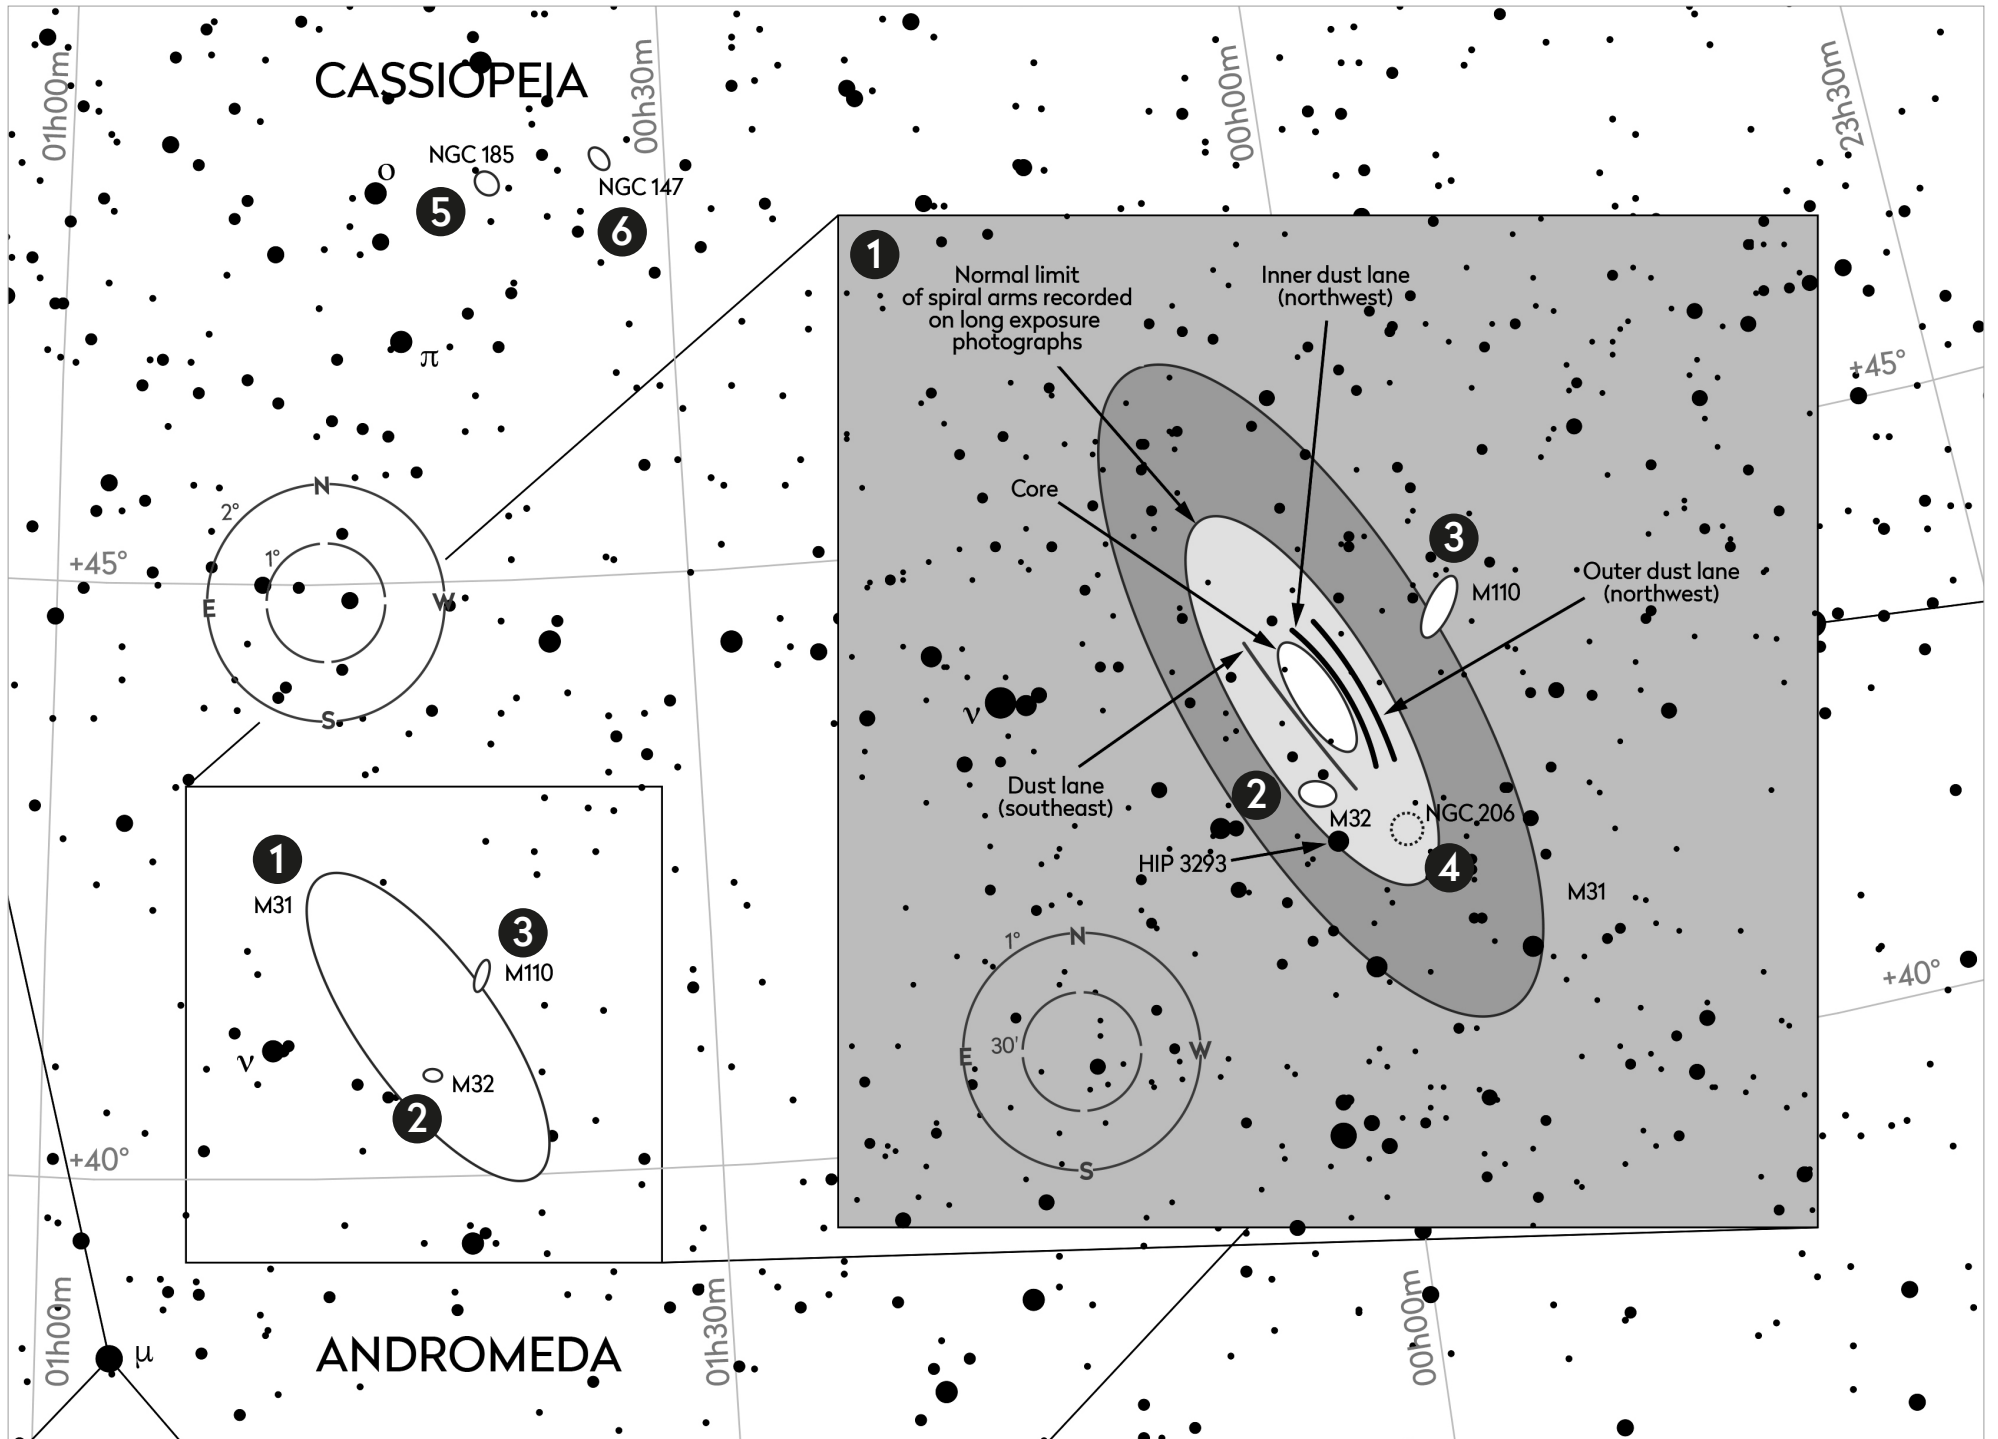 01h00m
CASSIOPEIA
00h30m
00h00m
23h30m
NGC 185
ο
5
NGC 147
6
π
+45°
N
2°
1°
E
W
S
1
Normal limit
of spiral arms recorded
on long exposure
photographs
Inner dust lane
(northwest)
Core
3
M110
Outer dust lane
(northwest)
ν
Dust lane
(southeast)
2
M32
NGC 206
HIP 3293
4
M31
N
1°
30'
E
W
S
+45°
+40°
1
M31
3
M110
ν
M32
2
+40°
01h00m
μ
ANDROMEDA
01h30m
00h00m